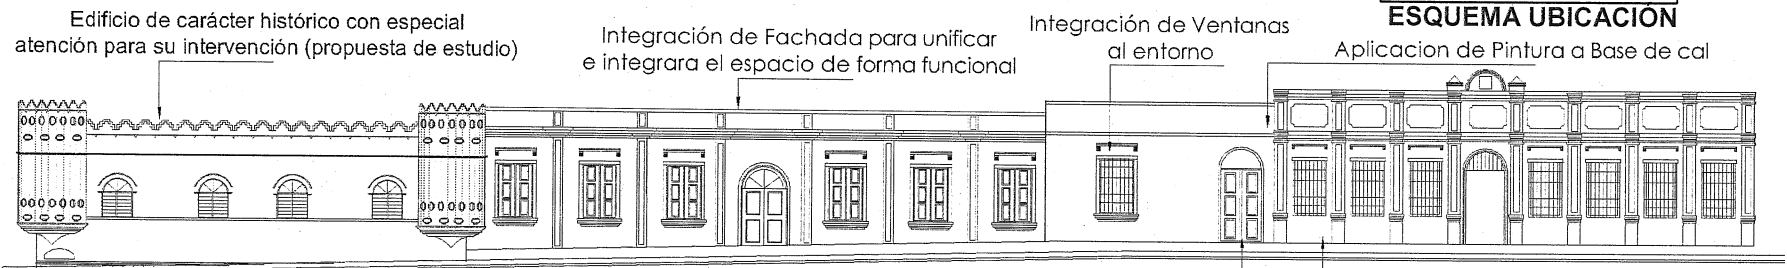 Edificio de carácter histórico con especial
atención para su intervención (propuesta de estudio)
Integración de Fachada para unificar
e integrara el espacio de forma funcional
Integración de Ventanas
al entorno
ESQUEMA UBICACIÓN
Aplicacion de Pintura a Base de cal